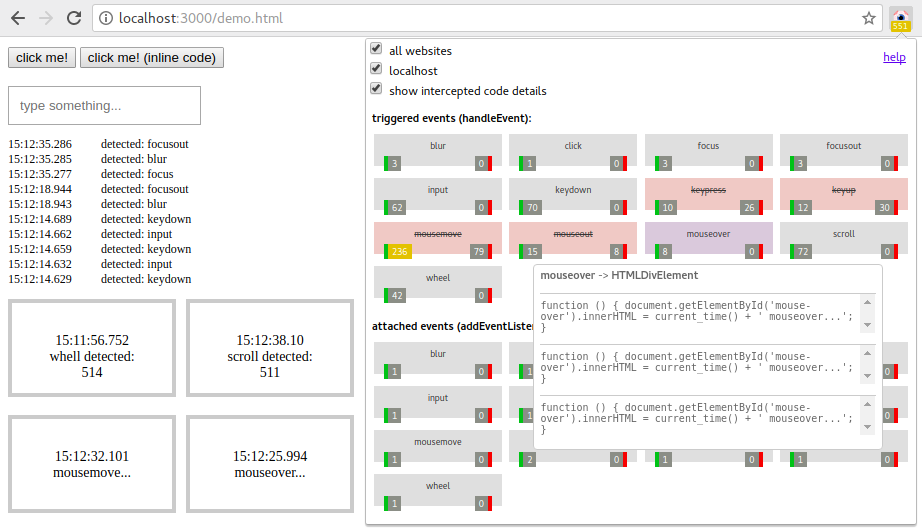 localhost:3000/demo.html
551
click me! click me! (inline code)
type something...
15:12:35.286 detected: focusout
15:12:35.285 detected: blur
15:12:35.277 detected: focus
15:12:18.944 detected: focusout
15:12:18.943 detected: blur
15:12:14.689 detected: keydown
15:12:14.662 detected: input
15:12:14.659 detected: keydown
15:12:14.632 detected: input
15:12:14.629 detected: keydown
15:11:56.752
whell detected:
514
15:12:38.10
scroll detected:
511
15:12:32.101
mousemove...
15:12:25.994
mouseover...
all websites
help
localhost
show intercepted code details
triggered events (handleEvent):
blur click focus focusout
3 0 1 0 3 0 3 0
input keydown keypress keyup
62 0 70 0 10 26 12 30
mousemove mouseout mouseover scroll
236 79 15 8 8 0 72 0
wheel
42 0
mouseover -> HTMLDivElement
function () { document.getElementById('mouse-
over').innerHTML = current_time() + ' mouseover...';
}
function () { document.getElementById('mouse-
over').innerHTML = current_time() + ' mouseover...';
}
function () { document.getElementById('mouse-
over').innerHTML = current_time() + ' mouseover...';
}
attached events (addEventListen
blur
1 0 1 0
input
1 0 1 0
mousemove
1 0 2 0 1 0 1 0
wheel
1 0